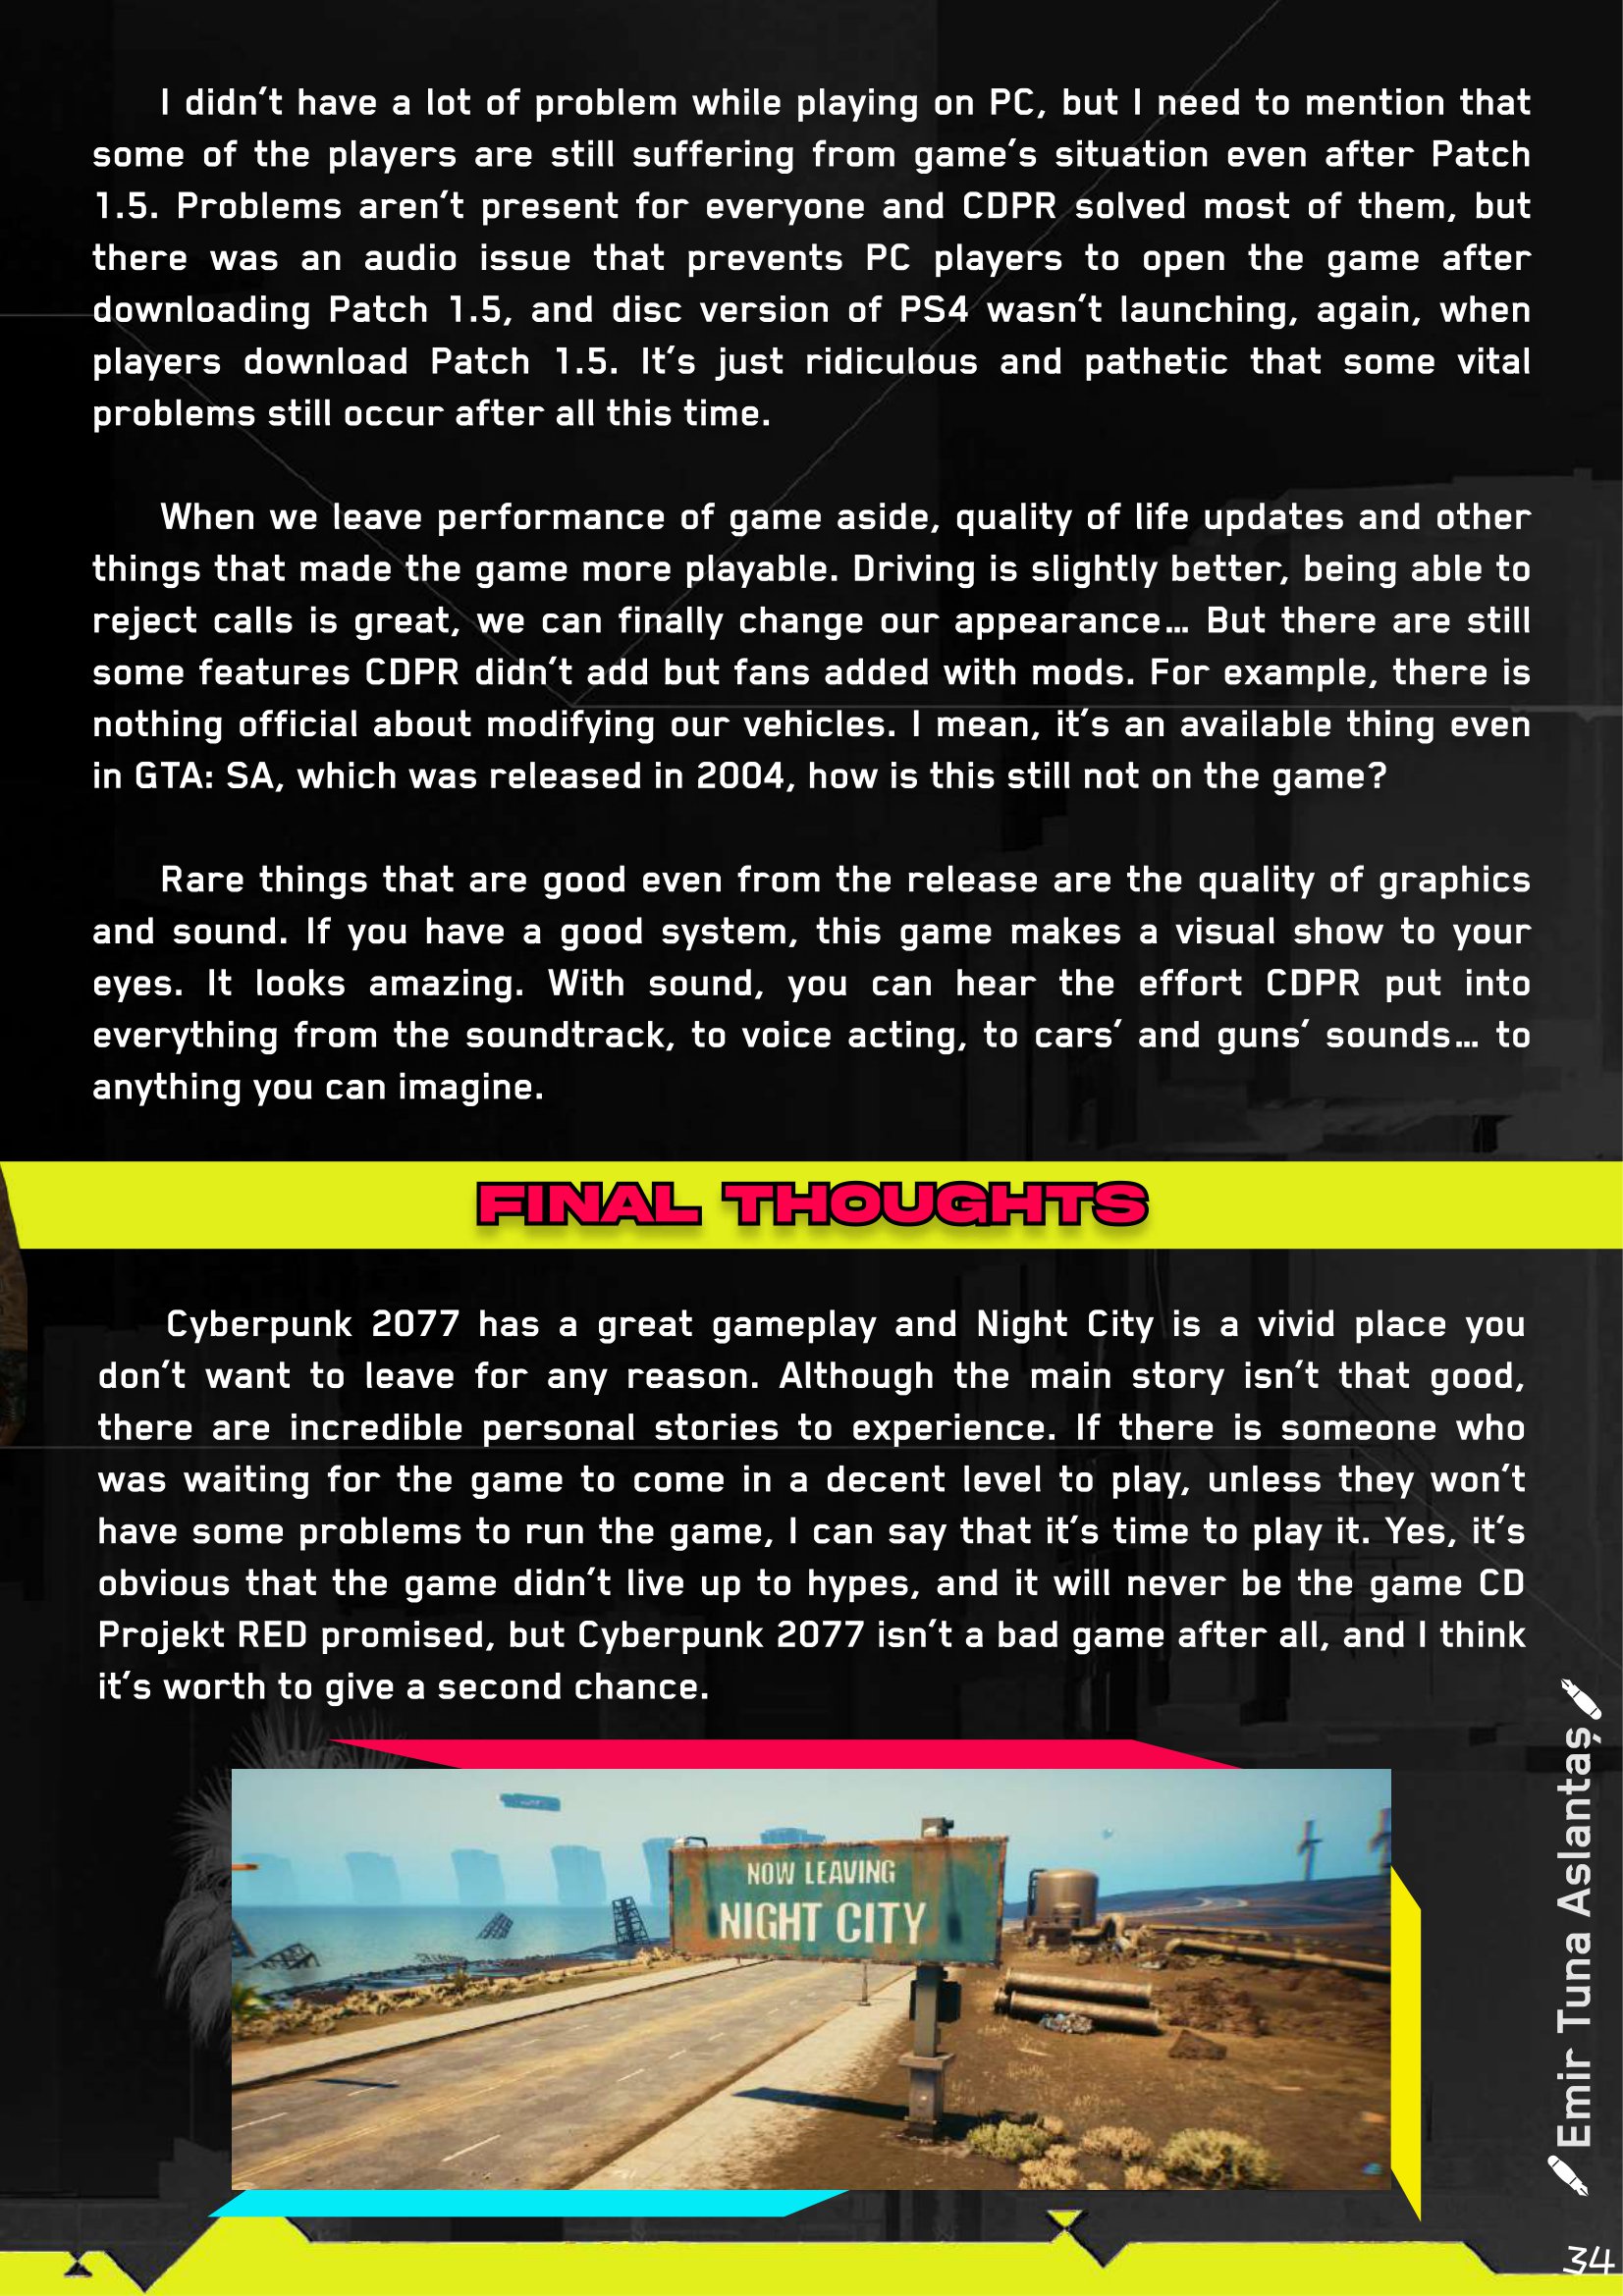 I didn't have a lot of problem while playing on PC, but I need to mention that
some of the players are still suffering from game's situation even after Patch
1.5. Problems aren't present for everyone and CDPR solved most of them, but
there was an audio issue that prevents PC players to open the game after
downloading Patch 1.5, and disc version of PS4 wasn't launching, again, when
players download Patch 1.5. It's just ridiculous and pathetic that some vital
problems still occur after all this time.
When we leave performance of game aside, quality of life updates and other
things that made the game more playable. Driving is slightly better, being able to
reject calls is great, we can finally change our appearance… But there are still
some features CDPR didn't add but fans added with mods. For example, there is
nothing official about modifying our vehicles. I mean, it's an available thing even
in GTA: SA, which was released in 2004, how is this still not on the game?
Rare things that are good even from the release are the quality of graphics
and sound. If you have a good system, this game makes a visual show to your
eyes. It looks amazing. With sound, you can hear the effort CDPR put into
everything from the soundtrack, to voice acting, to cars' and guns' sounds… to
anything you can imagine.
FINAL THOUGHTS
Cyberpunk 2077 has a great gameplay and Night City is a vivid place you
don't want to leave for any reason. Although the main story isn't that good,
there are incredible personal stories to experience. If there is someone who
was waiting for the game to come in a decent level to play, unless they won't
have some problems to run the game, I can say that it's time to play it. Yes, it's
obvious that the game didn't live up to hypes, and it will never be the game CD
Projekt RED promised, but Cyberpunk 2077 isn't a bad game after all, and I think
it's worth to give a second chance.
NOW LEAVING
NIGHT CITY
Emir Tuna Aslantaş
34